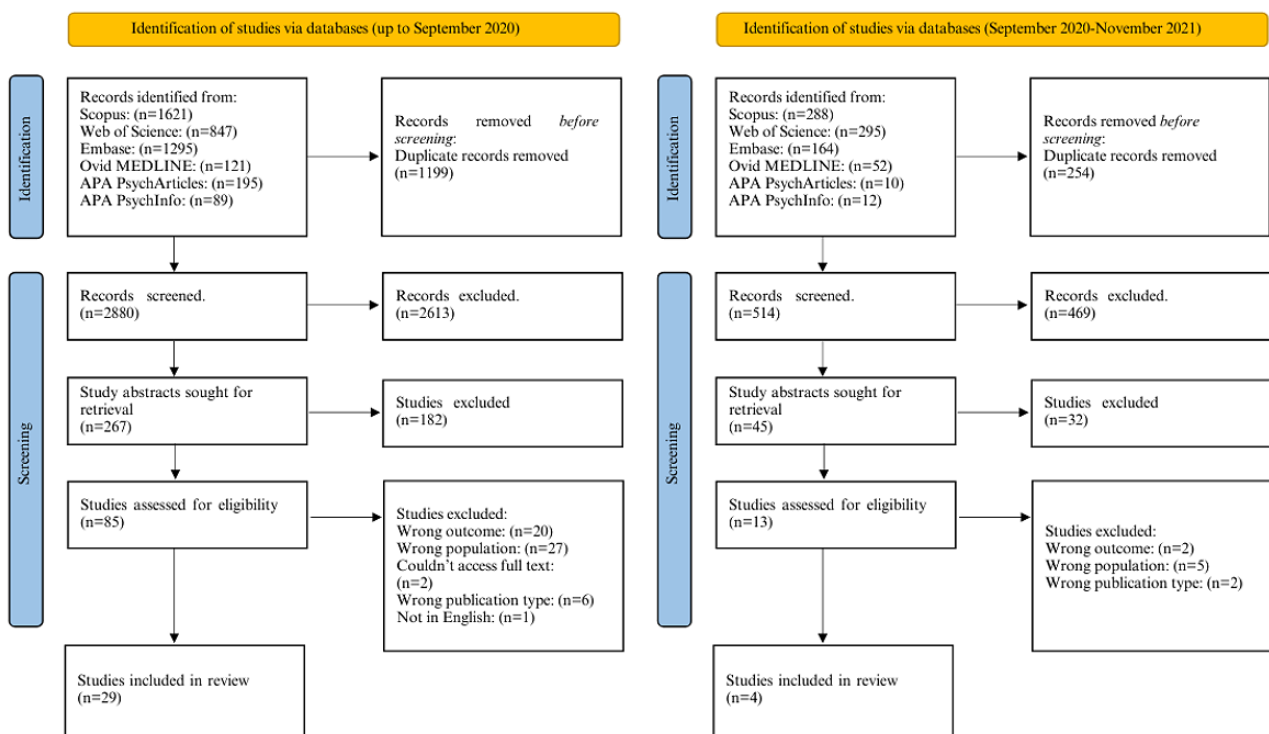 Identification of studies via databases (up to September 2020)
Identification
Records identified from:
Scopus: (n=1621)
Web of Science: (n=847)
Embase: (n=1295)
Ovid MEDLINE: (n=121)
APA PsychArticles: (n=195)
APA PsychInfo: (n=89)
Records removed before
screening:
Duplicate records removed
(n=1199)
Screening
Records screened.
(n=2880)
Records excluded.
(n=2613)
Study abstracts sought for
retrieval
(n=267)
Studies excluded
(n=182)
Studies assessed for eligibility
(n=85)
Studies excluded:
Wrong outcome: (n=20)
Wrong population: (n=27)
Couldn't access full text:
(n=2)
Wrong publication type: (n=6)
Not in English: (n=1)
Studies included in review
(n=29)
Identification of studies via databases (September 2020-November 2021)
Identification
Records identified from:
Scopus: (n=288)
Web of Science: (n=295)
Embase: (n=164)
Ovid MEDLINE: (n=52)
APA PsychArticles: (n=10)
APA PsychInfo: (n=12)
Records removed before
screening:
Duplicate records removed
(n=254)
Screening
Records screened.
(n=514)
Records excluded.
(n=469)
Study abstracts sought for
retrieval
(n=45)
Studies excluded
(n=32)
Studies assessed for eligibility
(n=13)
Studies excluded:
Wrong outcome: (n=2)
Wrong population: (n=5)
Wrong publication type: (n=2)
Studies included in review
(n=4)